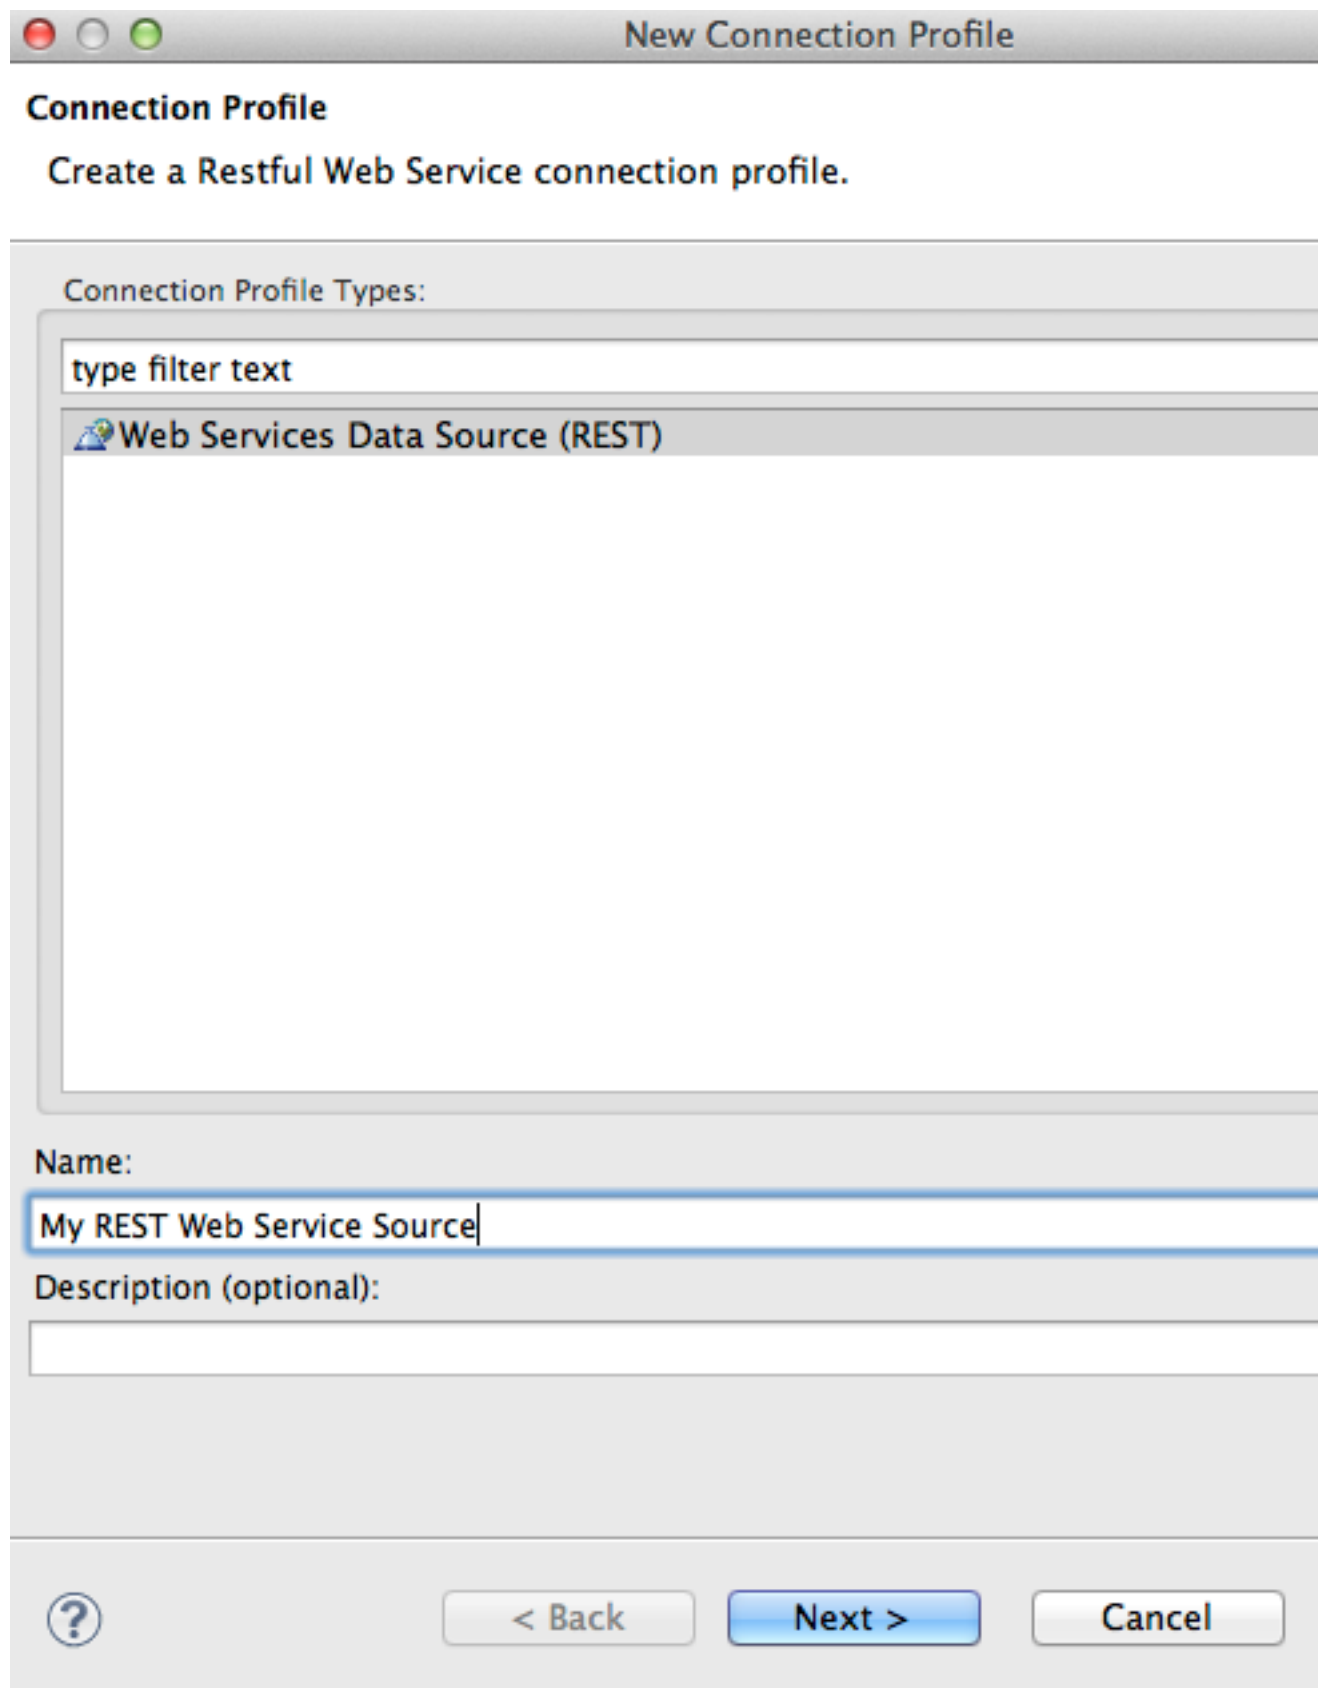 New Connection Profile
Connection Profile
Create a Restful Web Service connection profile.
Connection Profile Types:
type filter text
Web Services Data Source (REST)
Name:
My REST Web Service Source
Description (optional):
?
< Back
Next >
Cancel